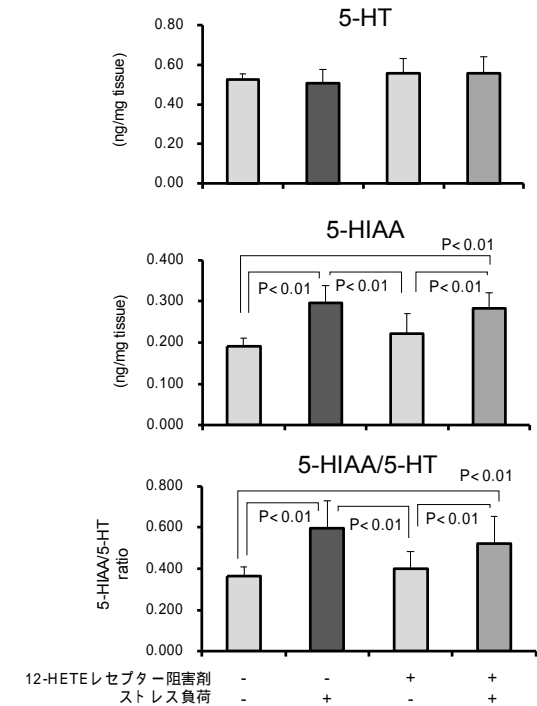 5-HT
(ng/mg tissue)
0.80
0.60
0.40
0.20
0.00
5-HIAA
(ng/mg tissue)
0.400
0.300
0.200
0.100
0.000
P<0.01
P<0.01 P<0.01 P<0.01
5-HIAA/5-HT
5-HIAA/5-HT
ratio
0.800
0.600
0.400
0.200
0.000
P<0.01
P<0.01 P<0.01 P<0.01
12-HETEレセプター阻害剤 - - + +
ストレス負荷 - + - +